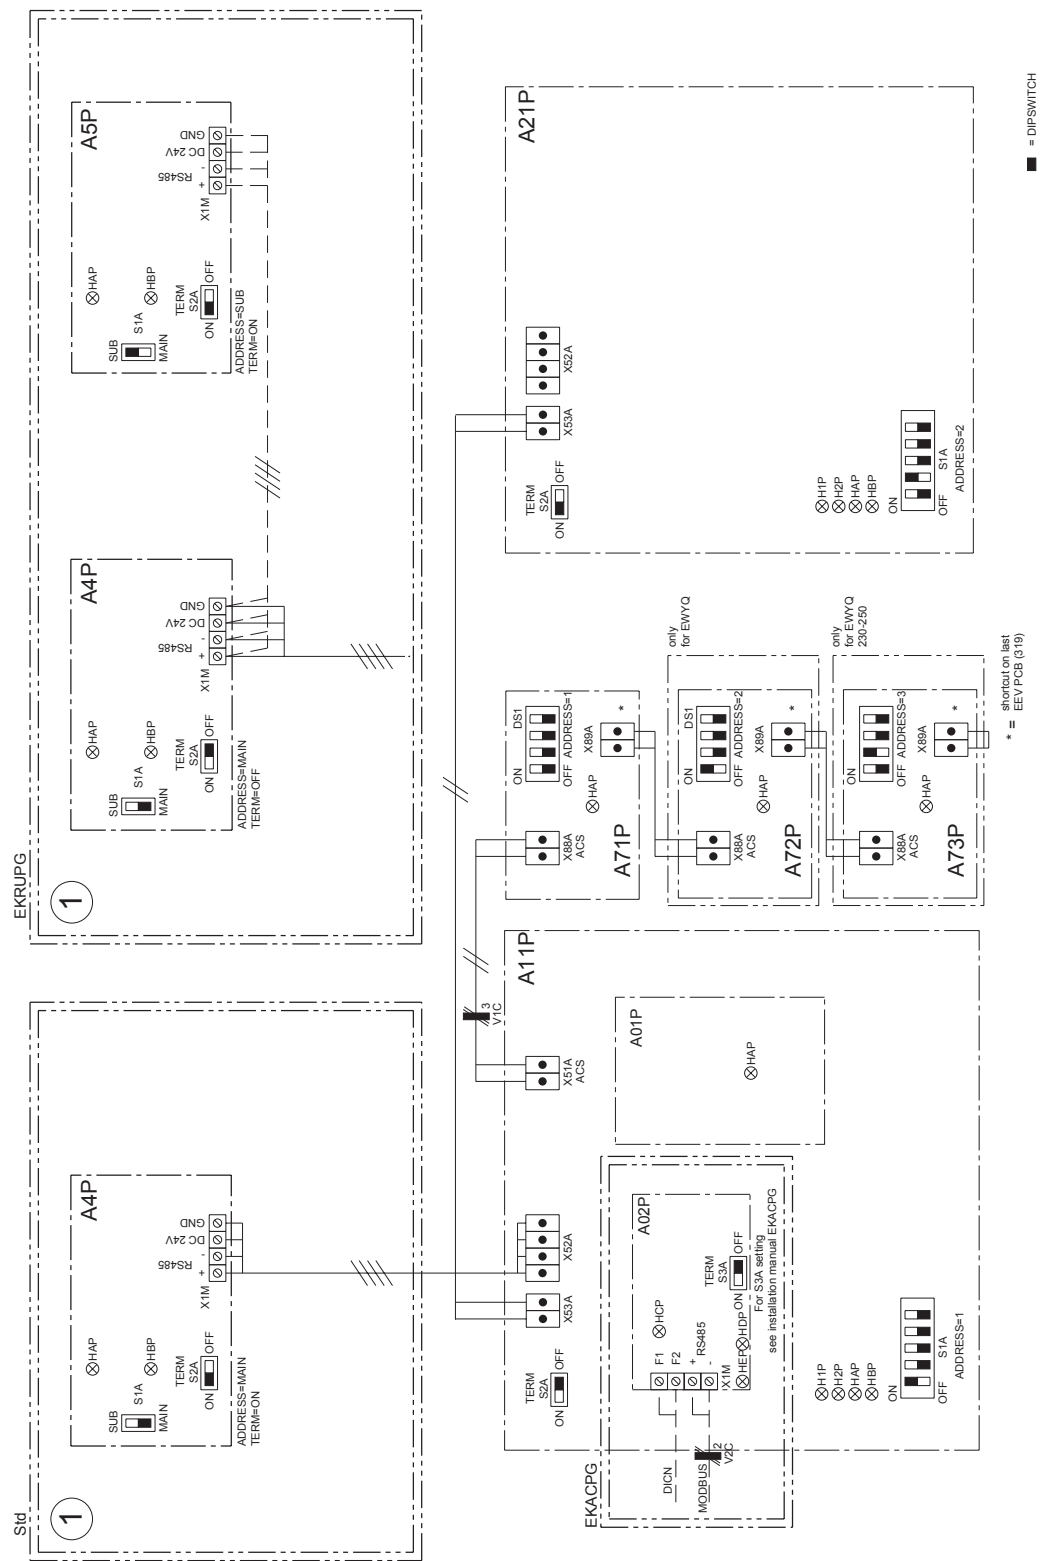 Std
1
A4P
HAP
SUB
S1A
MAIN
HBP
TERM
S2A
ON
OFF
ADDRESS=MAIN
TERM=ON
X1M
+
RS485
-
DC 24V
GND
EKRUPG
1
A4P
HAP
SUB
S1A
MAIN
HBP
TERM
S2A
ON
OFF
ADDRESS=MAIN
TERM=OFF
X1M
+
RS485
-
DC 24V
GND
A5P
HAP
SUB
S1A
MAIN
HBP
TERM
S2A
ON
OFF
ADDRESS=SUB
TERM=ON
X1M
+
RS485
-
DC 24V
GND
A11P
TERM
S2A
ON
OFF
X53A
X52A
X51A
ACS
3
V1C
A01P
HAP
EKACPG
A02P
F1
F2
+
RS485
-
X1M
HCP
HEP
HDP
TERM
S3A
ON
OFF
For S3A setting
see installation manual EKACPG
DICN
MODBUS
2
V2C
H1P
H2P
HAP
HBP
ON
OFF
S1A
ADDRESS=1
A71P
X88A
ACS
HAP
DS1
ON
OFF
ADDRESS=1
X89A
*
only
for EWYQ
A72P
X88A
ACS
HAP
DS1
ON
OFF
ADDRESS=2
X89A
*
only
for EWYQ
230-250
A73P
X88A
ACS
HAP
ON
OFF
ADDRESS=3
X89A
*
* = shortcut on last
EEV PCB (319)
A21P
TERM
S2A
ON
OFF
X53A
X52A
H1P
H2P
HAP
HBP
ON
OFF
S1A
ADDRESS=2
= DIPSWITCH